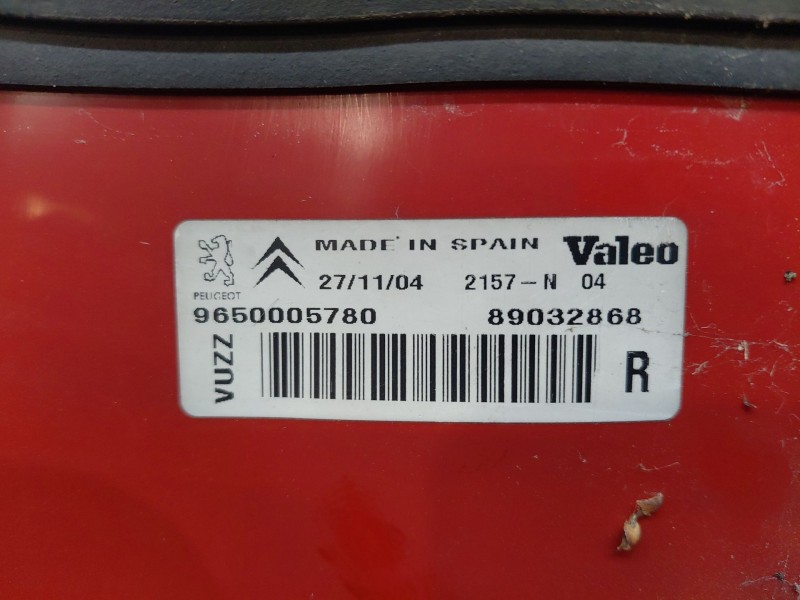 MADE IN SPAIN Valeo
PEUGEOT 27/11/04 2157-N 04
9650005780 89032868
VUZZ R